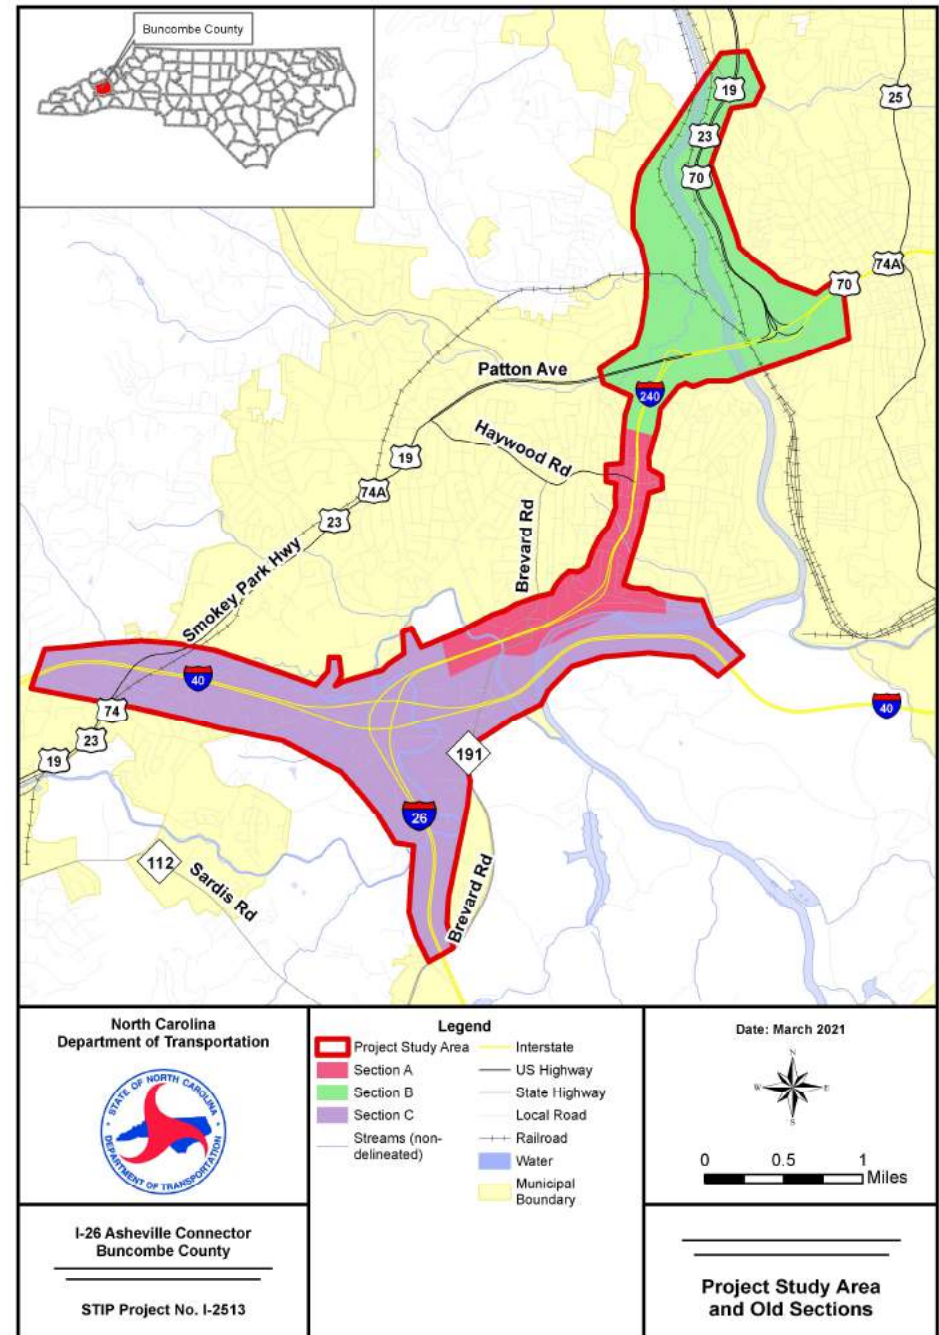 Buncombe County
19
25
23
70
74A
70
Patton Ave
240
Haywood Rd
19
74A
Brevard Rd
23
Smokey Park Hwy
40
74
40
23
191
19
26
112
Sardis Rd
Brevard Rd
North Carolina
Department of Transportation
STATE OF NORTH CAROLINA
DEPARTMENT OF TRANSPORTATION
I-26 Asheville Connector
Buncombe County
STIP Project No. I-2513
Legend
Project Study Area
Section A
Section B
Section C
Streams (non-
delineated)
Interstate
US Highway
State Highway
Local Road
Railroad
Water
Municipal
Boundary
Date: March 2021
N
W
E
S
0 0.5 1
Miles
Project Study Area
and Old Sections